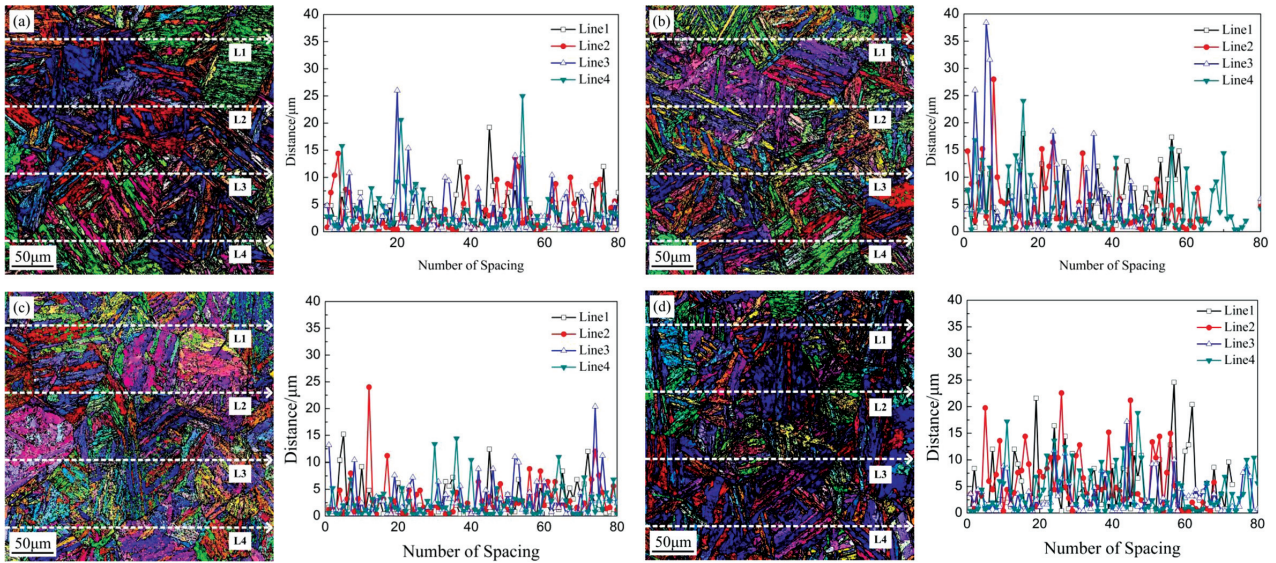 (a)
L1
L2
L3
L4
50μm
40
35
30
25
20
15
10
5
0
Distance/μm
20
40
60
80
Number of Spacing
Line1
Line2
Line3
Line4
(b)
L1
L2
L3
L4
50μm
40
35
30
25
20
15
10
5
0
Distance/μm
0
20
40
60
80
Number of Spacing
Line1
Line2
Line3
Line4
(c)
L1
L2
L3
L4
50μm
40
35
30
25
20
15
10
5
0
Distance/μm
0
20
40
60
80
Number of Spacing
Line1
Line2
Line3
Line4
(d)
L1
L2
L3
L4
50μm
40
35
30
25
20
15
10
5
0
Distance/μm
0
20
40
60
80
Number of Spacing
Line1
Line2
Line3
Line4